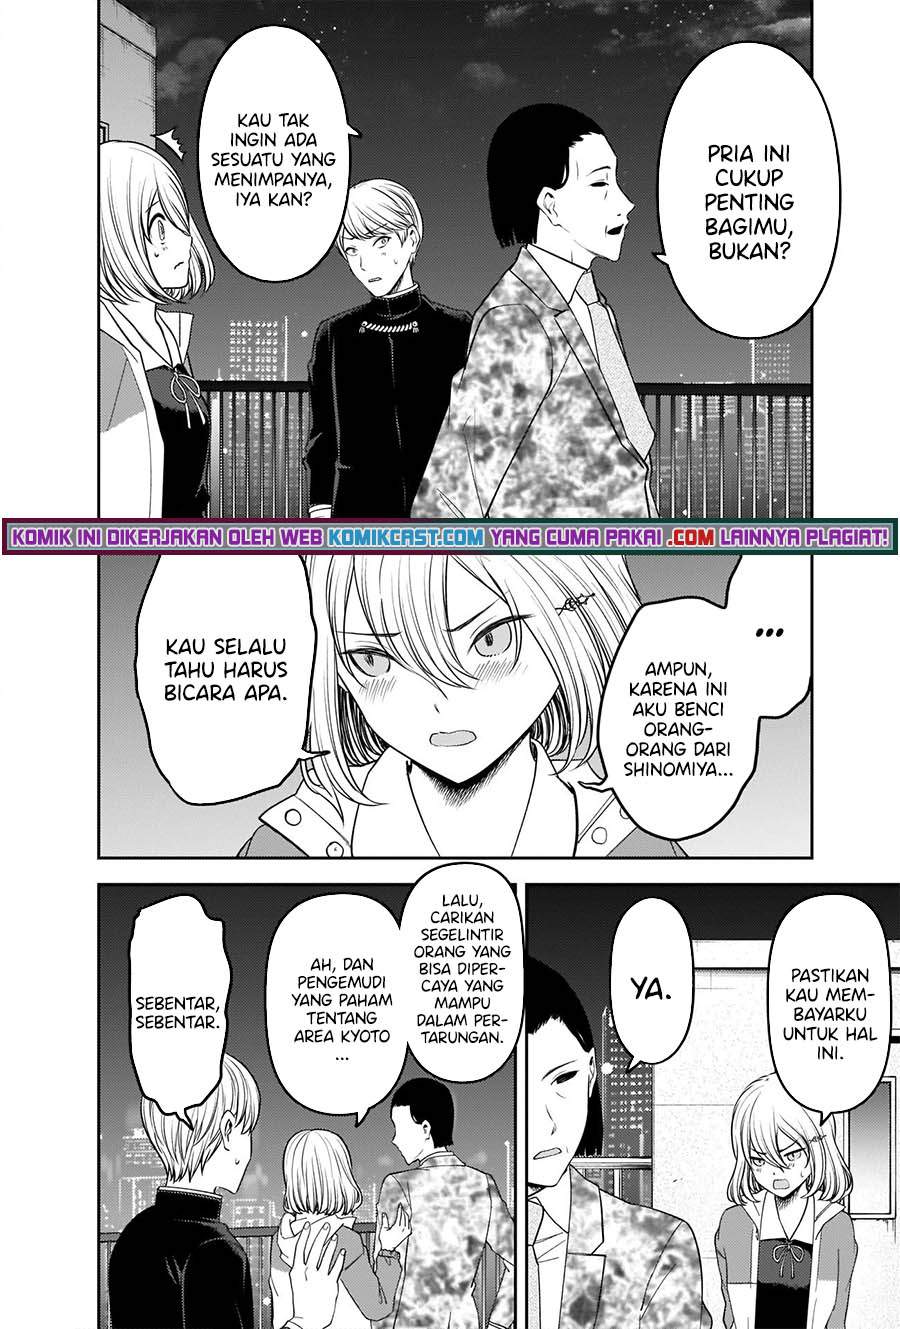 PRIA INI
CUKUP
PENTING
BAGIMU,
BUKAN?
KAU TAK
INGIN ADA
SESUATU YANG
MENIMPANYA,
IYA KAN?
KOMIK INI DIKERJAKAN OLEH WEB KOMIKCAST.COM YANG CUMA PAKAI .COM LAINNYA PLAGIAT!
...
AMPUN,
KARENA INI
AKU BENCI
ORANG-
ORANG DARI
SHINOMIYA...
KAU SELALU
TAHU HARUS
BICARA APA.
PASTIKAN
KAU MEM-
BAYARKU
UNTUK HAL
INI.
YA.
LALU,
CARIKAN
SEGELINTIR
ORANG YANG
BISA DIPER-
CAYA YANG
MAMPU
DALAM PER-
TARUNGAN.
AH, DAN
PENGEMUDI
YANG PAHAM
TENTANG
AREA KYOTO
...
SEBENTAR,
SEBENTAR.